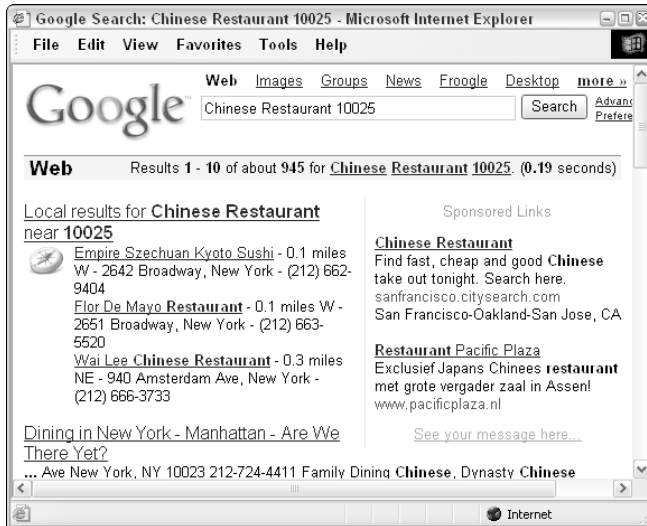 Google Search: Chinese Restaurant 10025 - Microsoft Internet Explorer
File Edit View Favorites Tools Help
Web Images Groups News Froogle Desktop more »
Google™
Chinese Restaurant 10025 Search
Web Results 1 - 10 of about 945 for Chinese Restaurant 10025. (0.19 seconds)
Local results for Chinese Restaurant
near 10025
Empire Szechuan Kyoto Sushi - 0.1 miles
W - 2642 Broadway, New York - (212) 662-
9404
Flor De Mayo Restaurant - 0.1 miles W -
2651 Broadway, New York - (212) 663-
5520
Wai Lee Chinese Restaurant - 0.3 miles
NE - 940 Amsterdam Ave, New York -
(212) 666-3733
Dining in New York - Manhattan - Are We
There Yet?
... Ave New York, NY 10023 212-724-4411 Family Dining Chinese, Dynasty Chinese
Sponsored Links
Chinese Restaurant
Find fast, cheap and good Chinese
take out tonight. Search here.
sanfrancisco.citysearch.com
San Francisco-Oakland-San Jose, CA
Restaurant Pacific Plaza
Exclusief Japans Chinees restaurant
met grote vergader zaal in Assen!
www.pacificplaza.nl
See your message here...
Internet